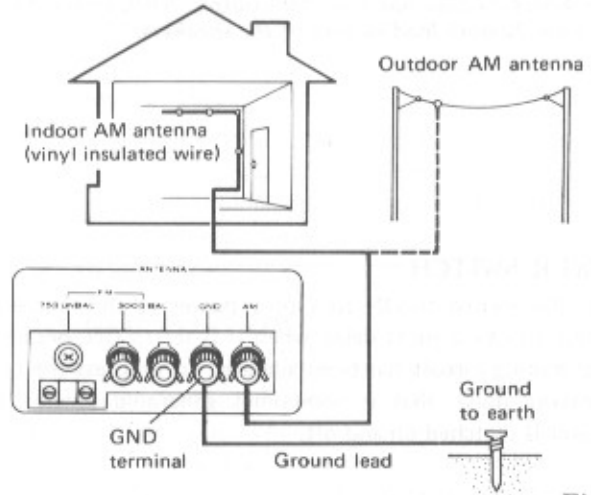 Outdoor AM antenna
Indoor AM antenna
(vinyl insulated wire)
ANTENNA
FM
75Ω UNBAL
300Ω BAL
GND
AM
GND
terminal
Ground lead
Ground
to earth